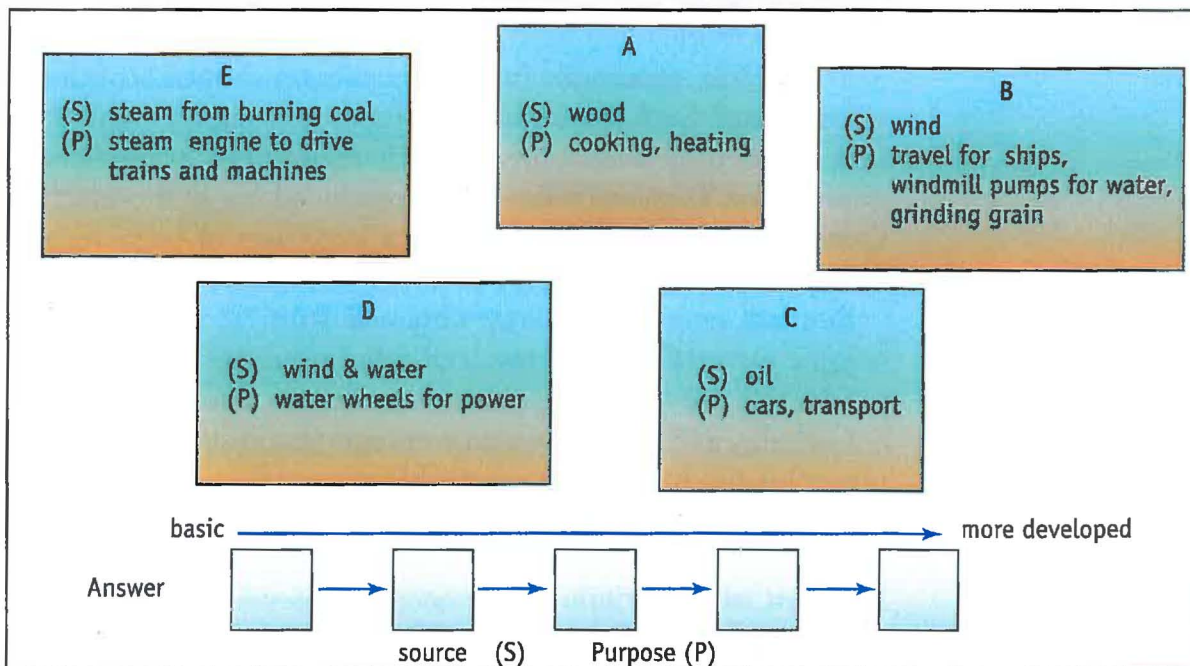 E
(S) steam from burning coal
(P) steam engine to drive
trains and machines
A
(S) wood
(P) cooking, heating
B
(S) wind
(P) travel for ships,
windmill pumps for water,
grinding grain
D
(S) wind & water
(P) water wheels for power
C
(S) oil
(P) cars, transport
basic
more developed
Answer
source (S) Purpose (P)